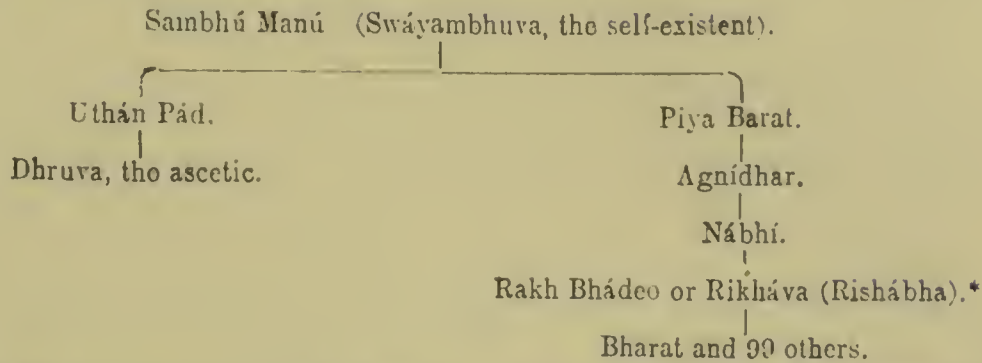 Sambhú Manú (Swáyambhuva, the self-existent).
Uthán Pád. Piya Barat.
Dhruva, tho ascetic. Agnídhar.
Nábhí.
Rakh Bhádeo or Rikháva (Rishábha).*
Bharat and 99 others.